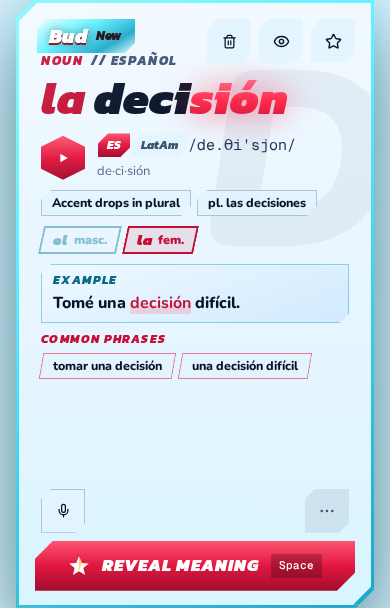 Bud New
NOUN // ESPAÑOL
la decisión
ES LatAm /de.θi'sjon/
de·ci·sión
Accent drops in plural pl. las decisiones
el masc. la fem.
EXAMPLE
Tomé una decisión difícil.
COMMON PHRASES
tomar una decisión una decisión difícil
REVEAL MEANING Space